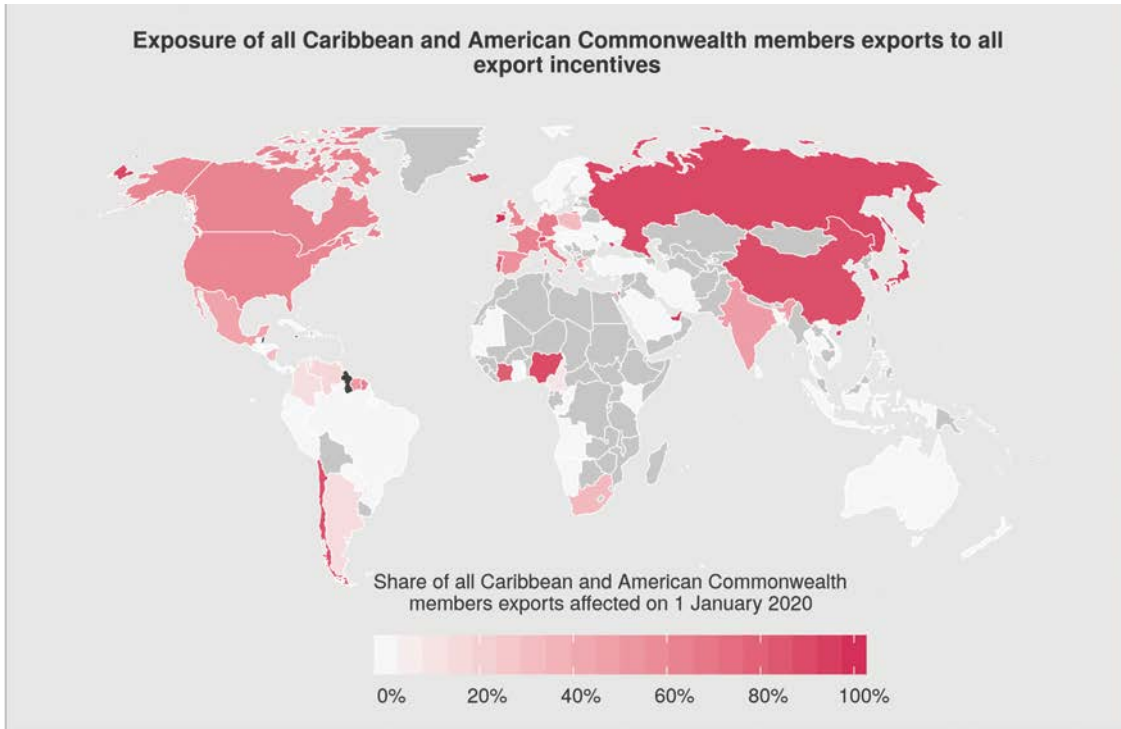 Exposure of all Caribbean and American Commonwealth members exports to all
export incentives
Share of all Caribbean and American Commonwealth
members exports affected on 1 January 2020
0% 20% 40% 60% 80% 100%